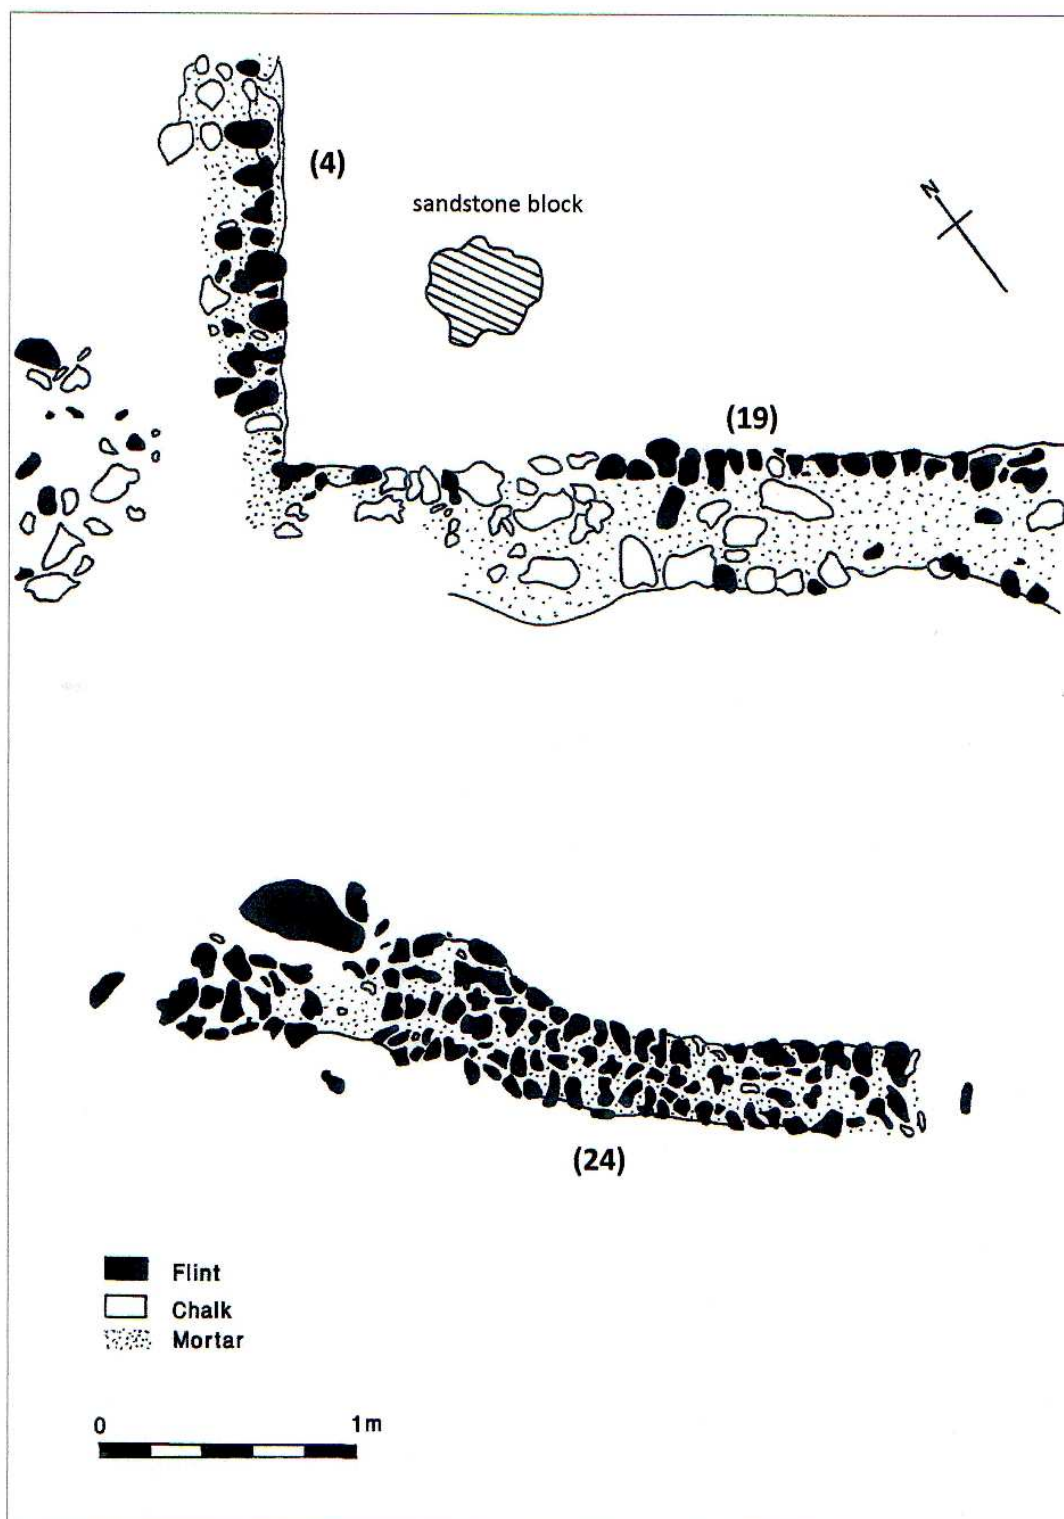 (4)
sandstone block
N
(19)
(24)
Flint
Chalk
Mortar
0 1m